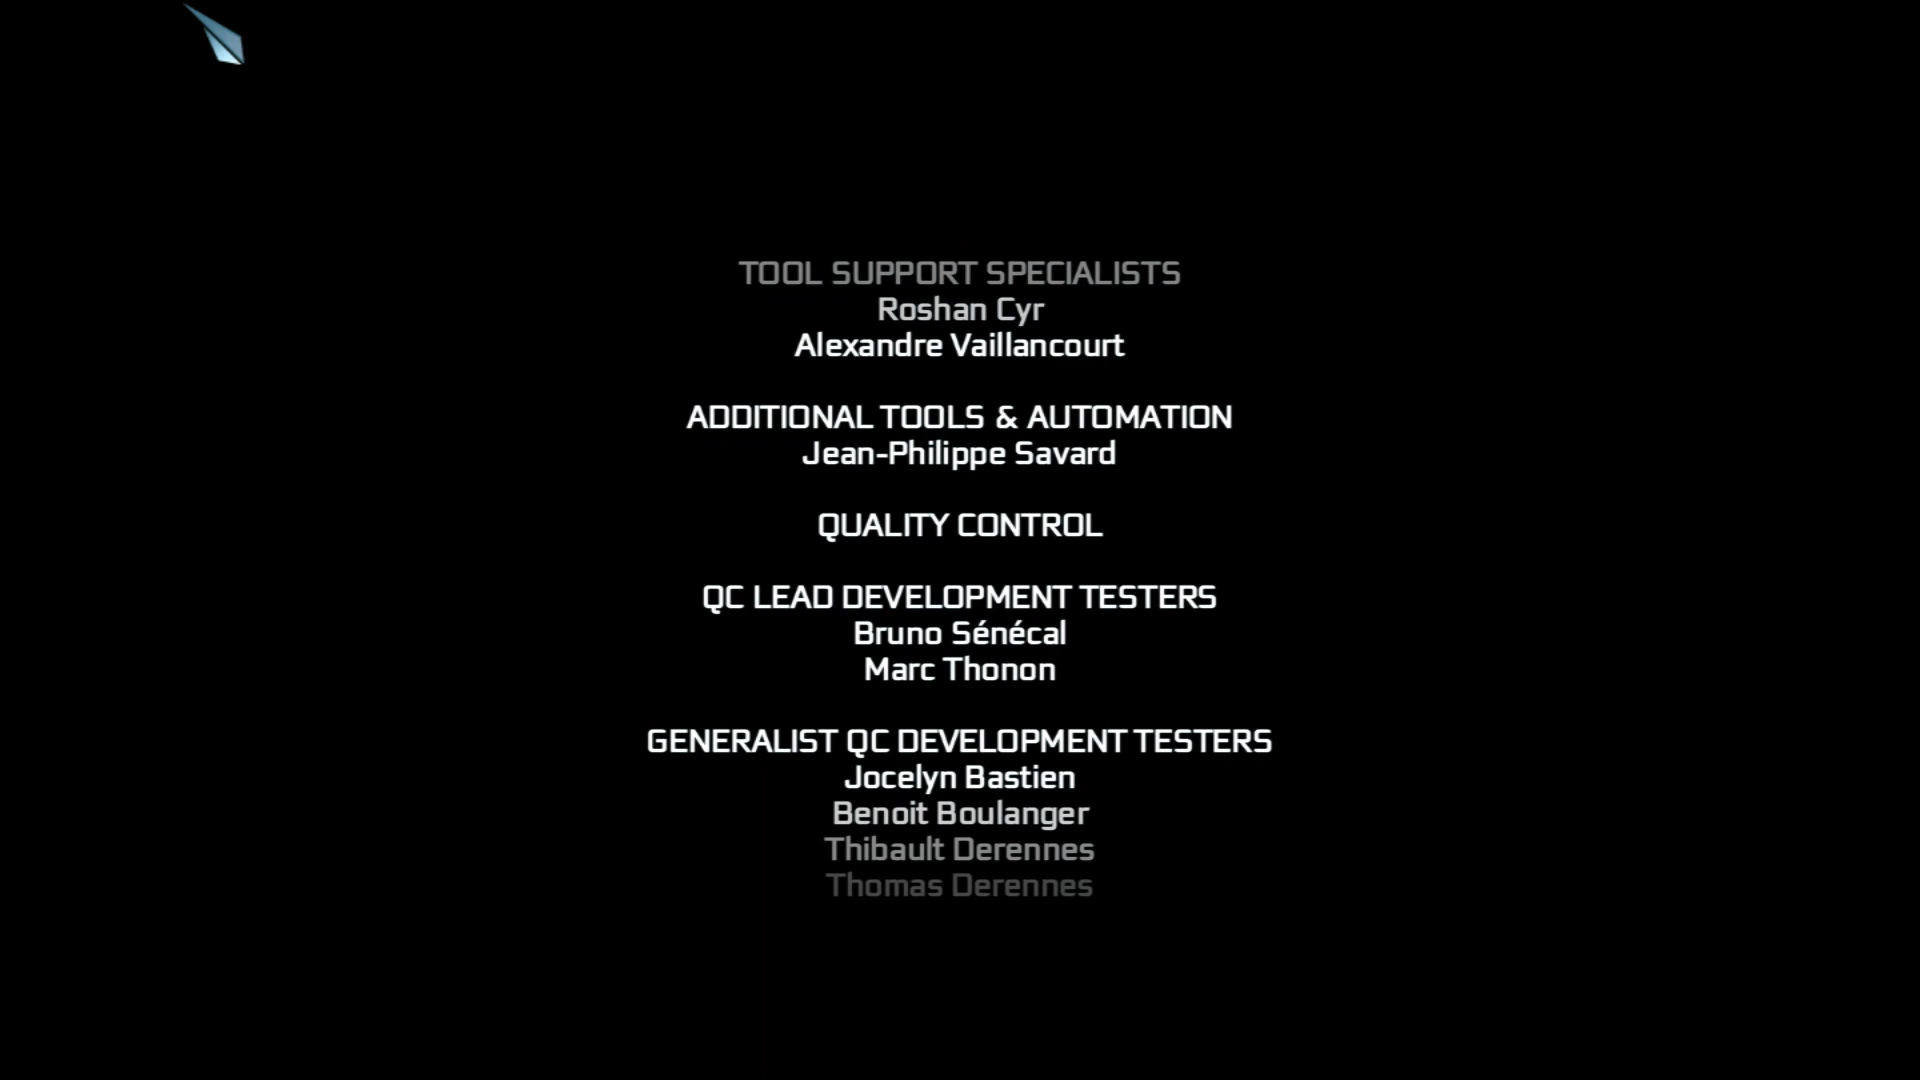 TOOL SUPPORT SPECIALISTS
Roshan Cyr
Alexandre Vaillancourt
ADDITIONAL TOOLS & AUTOMATION
Jean-Philippe Savard
QUALITY CONTROL
QC LEAD DEVELOPMENT TESTERS
Bruno Sénécal
Marc Thonon
GENERALIST QC DEVELOPMENT TESTERS
Jocelyn Bastien
Benoit Boulanger
Thibault Derennes
Thomas Derennes